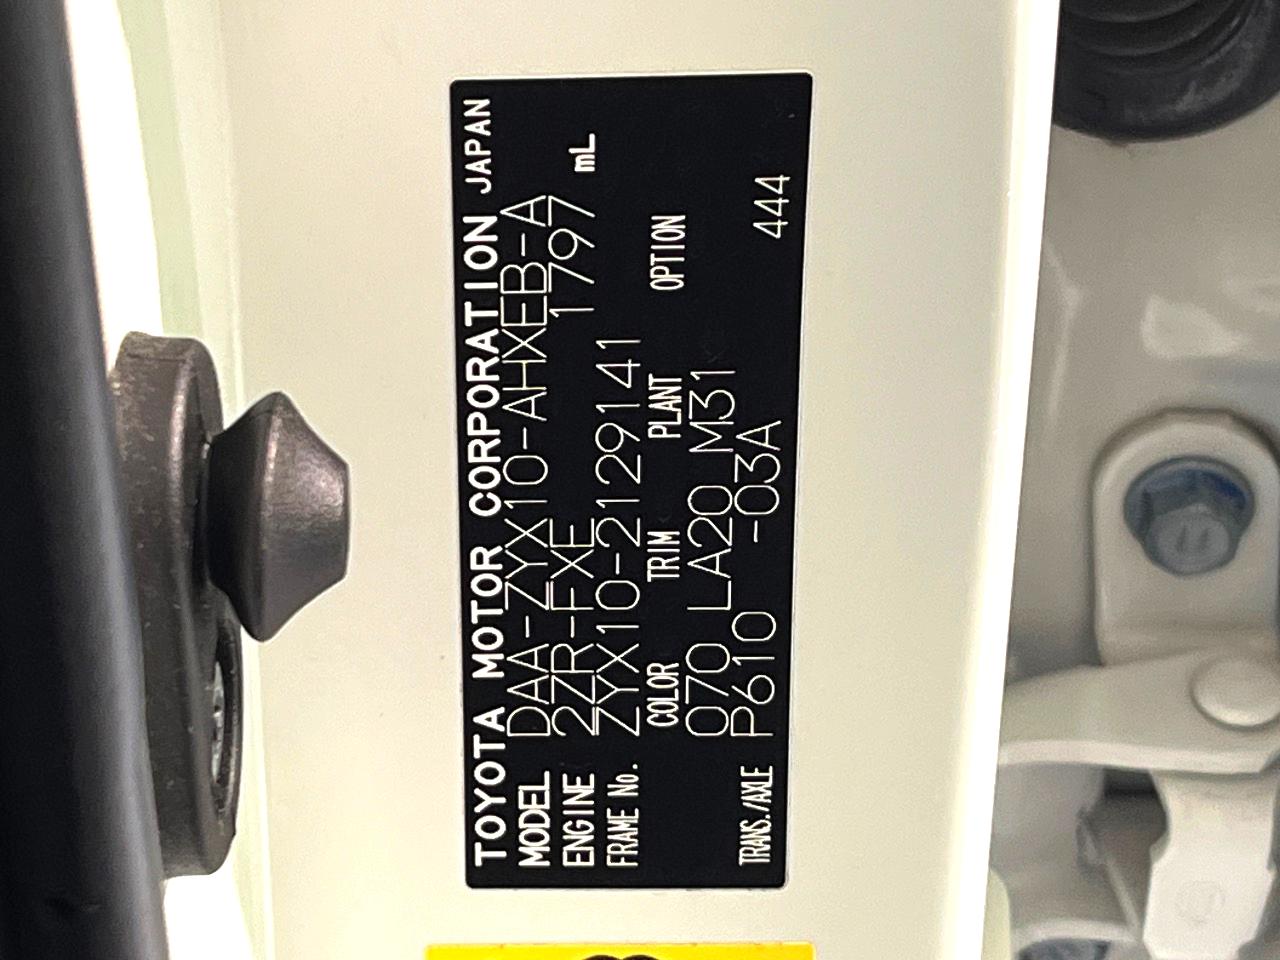 TOYOTA MOTOR CORPORATION JAPAN
MODEL DAA-ZYX10-AHXEB-A
ENGINE 2ZR-FXE 1797 mL
FRAME No. ZYX10-2129141
COLOR TRIM PLANT OPTION
070 LA20 M31
TRANS./AXLE P610 -03A 444